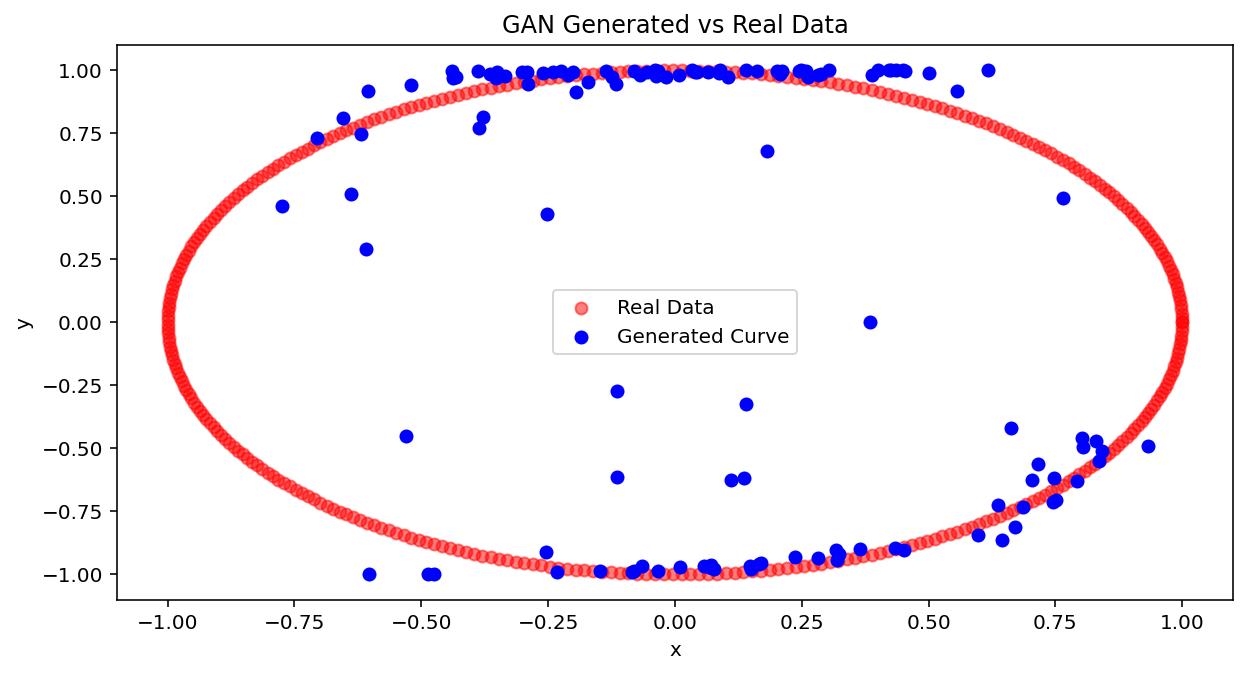 GAN Generated vs Real Data
1.00
0.75
0.50
0.25
0.00
−0.25
−0.50
−0.75
−1.00
y
Real Data
Generated Curve
−1.00 −0.75 −0.50 −0.25 0.00 0.25 0.50 0.75 1.00
x